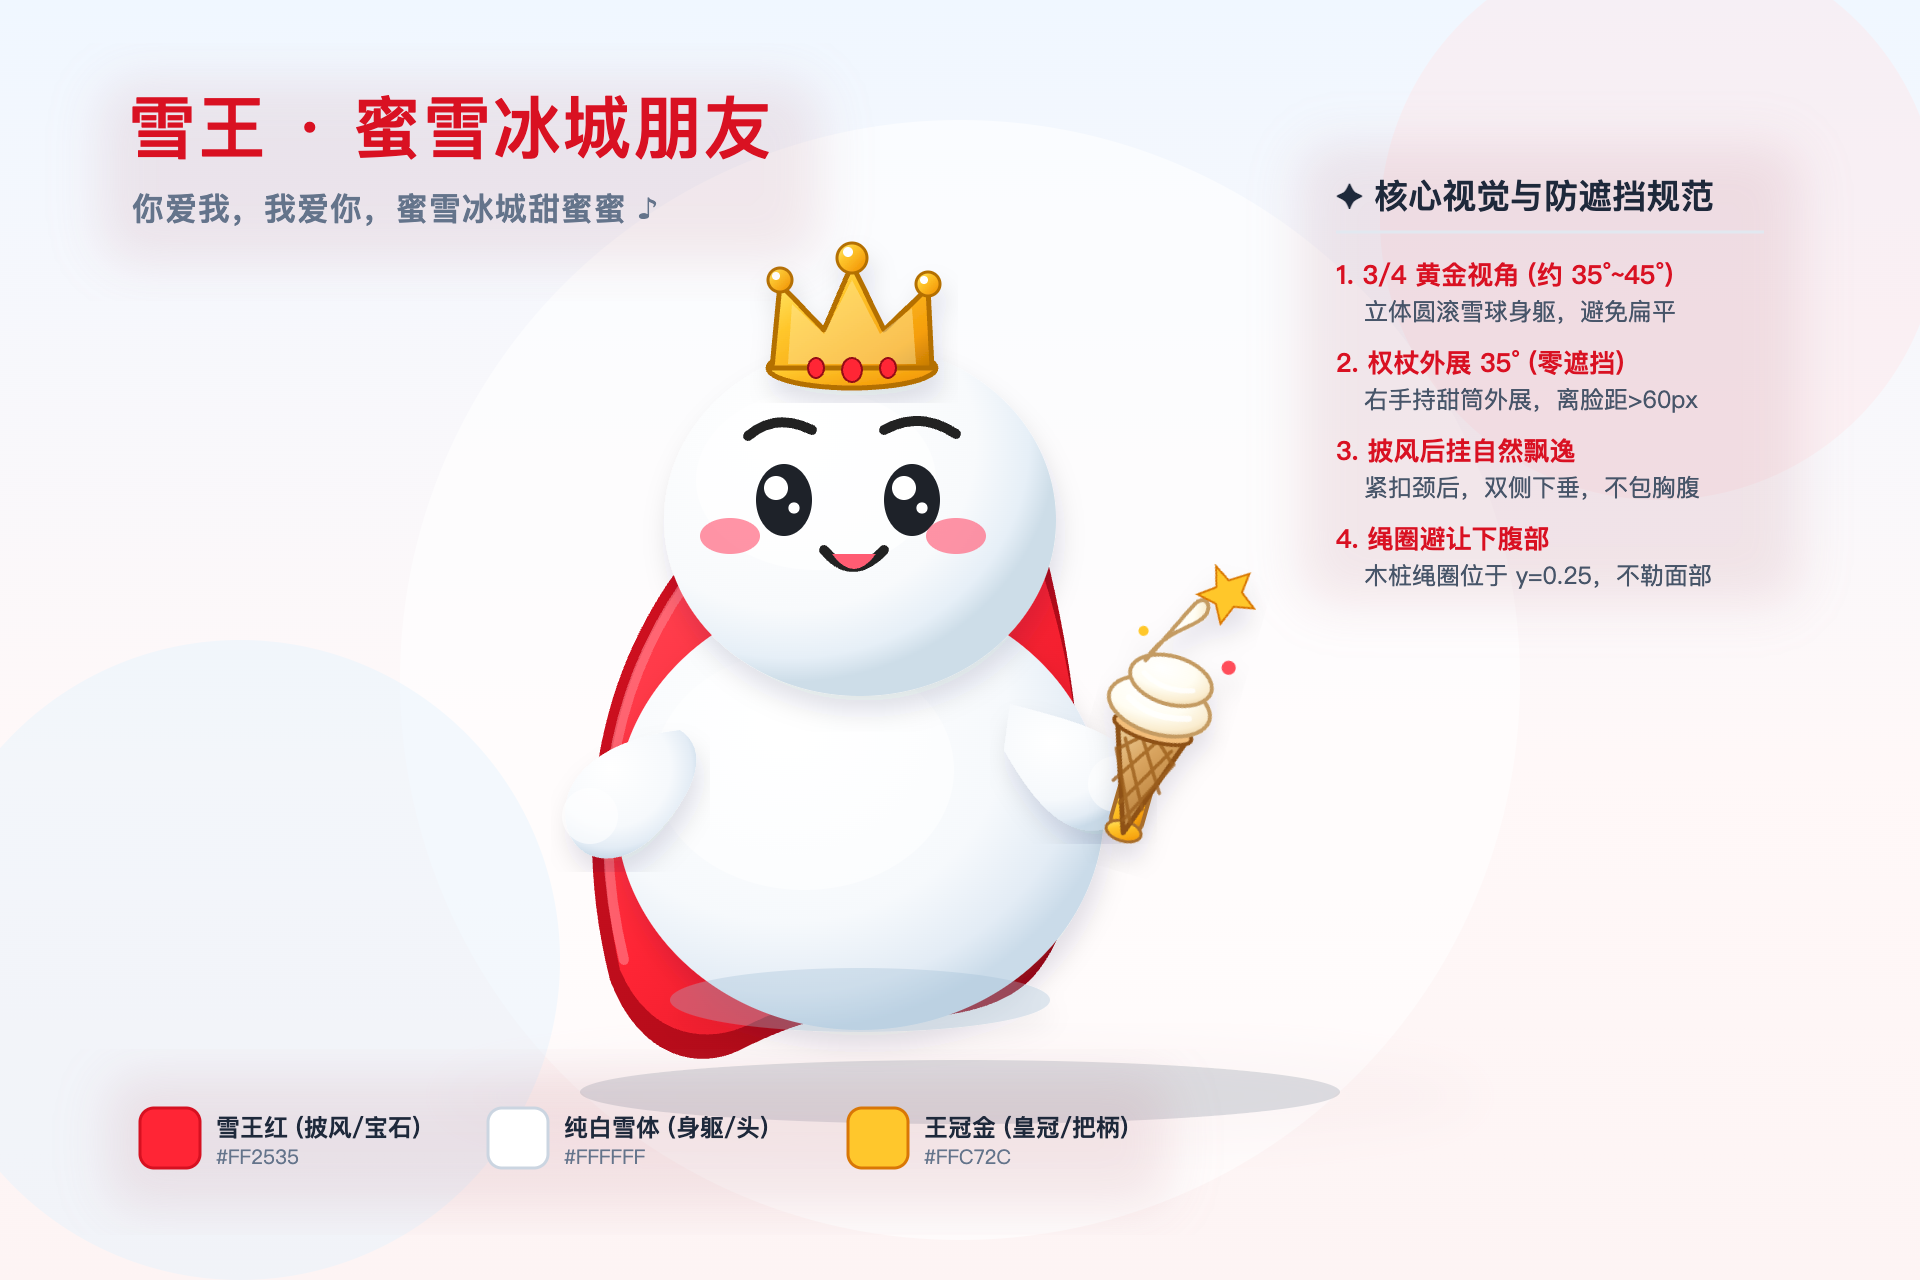 雪王 · 蜜雪冰城朋友
你爱我，我爱你，蜜雪冰城甜蜜蜜 ♪
✦ 核心视觉与防遮挡规范
1. 3/4 黄金视角 (约 35°~45°)
立体圆滚雪球身躯，避免扁平
2. 权杖外展 35° (零遮挡)
右手持甜筒外展，离脸距>60px
3. 披风后挂自然飘逸
紧扣颈后，双侧下垂，不包胸腹
4. 绳圈避让下腹部
木桩绳圈位于 y=0.25，不勒面部
雪王红 (披风/宝石)
#FF2535
纯白雪体 (身躯/头)
#FFFFFF
王冠金 (皇冠/把柄)
#FFC72C